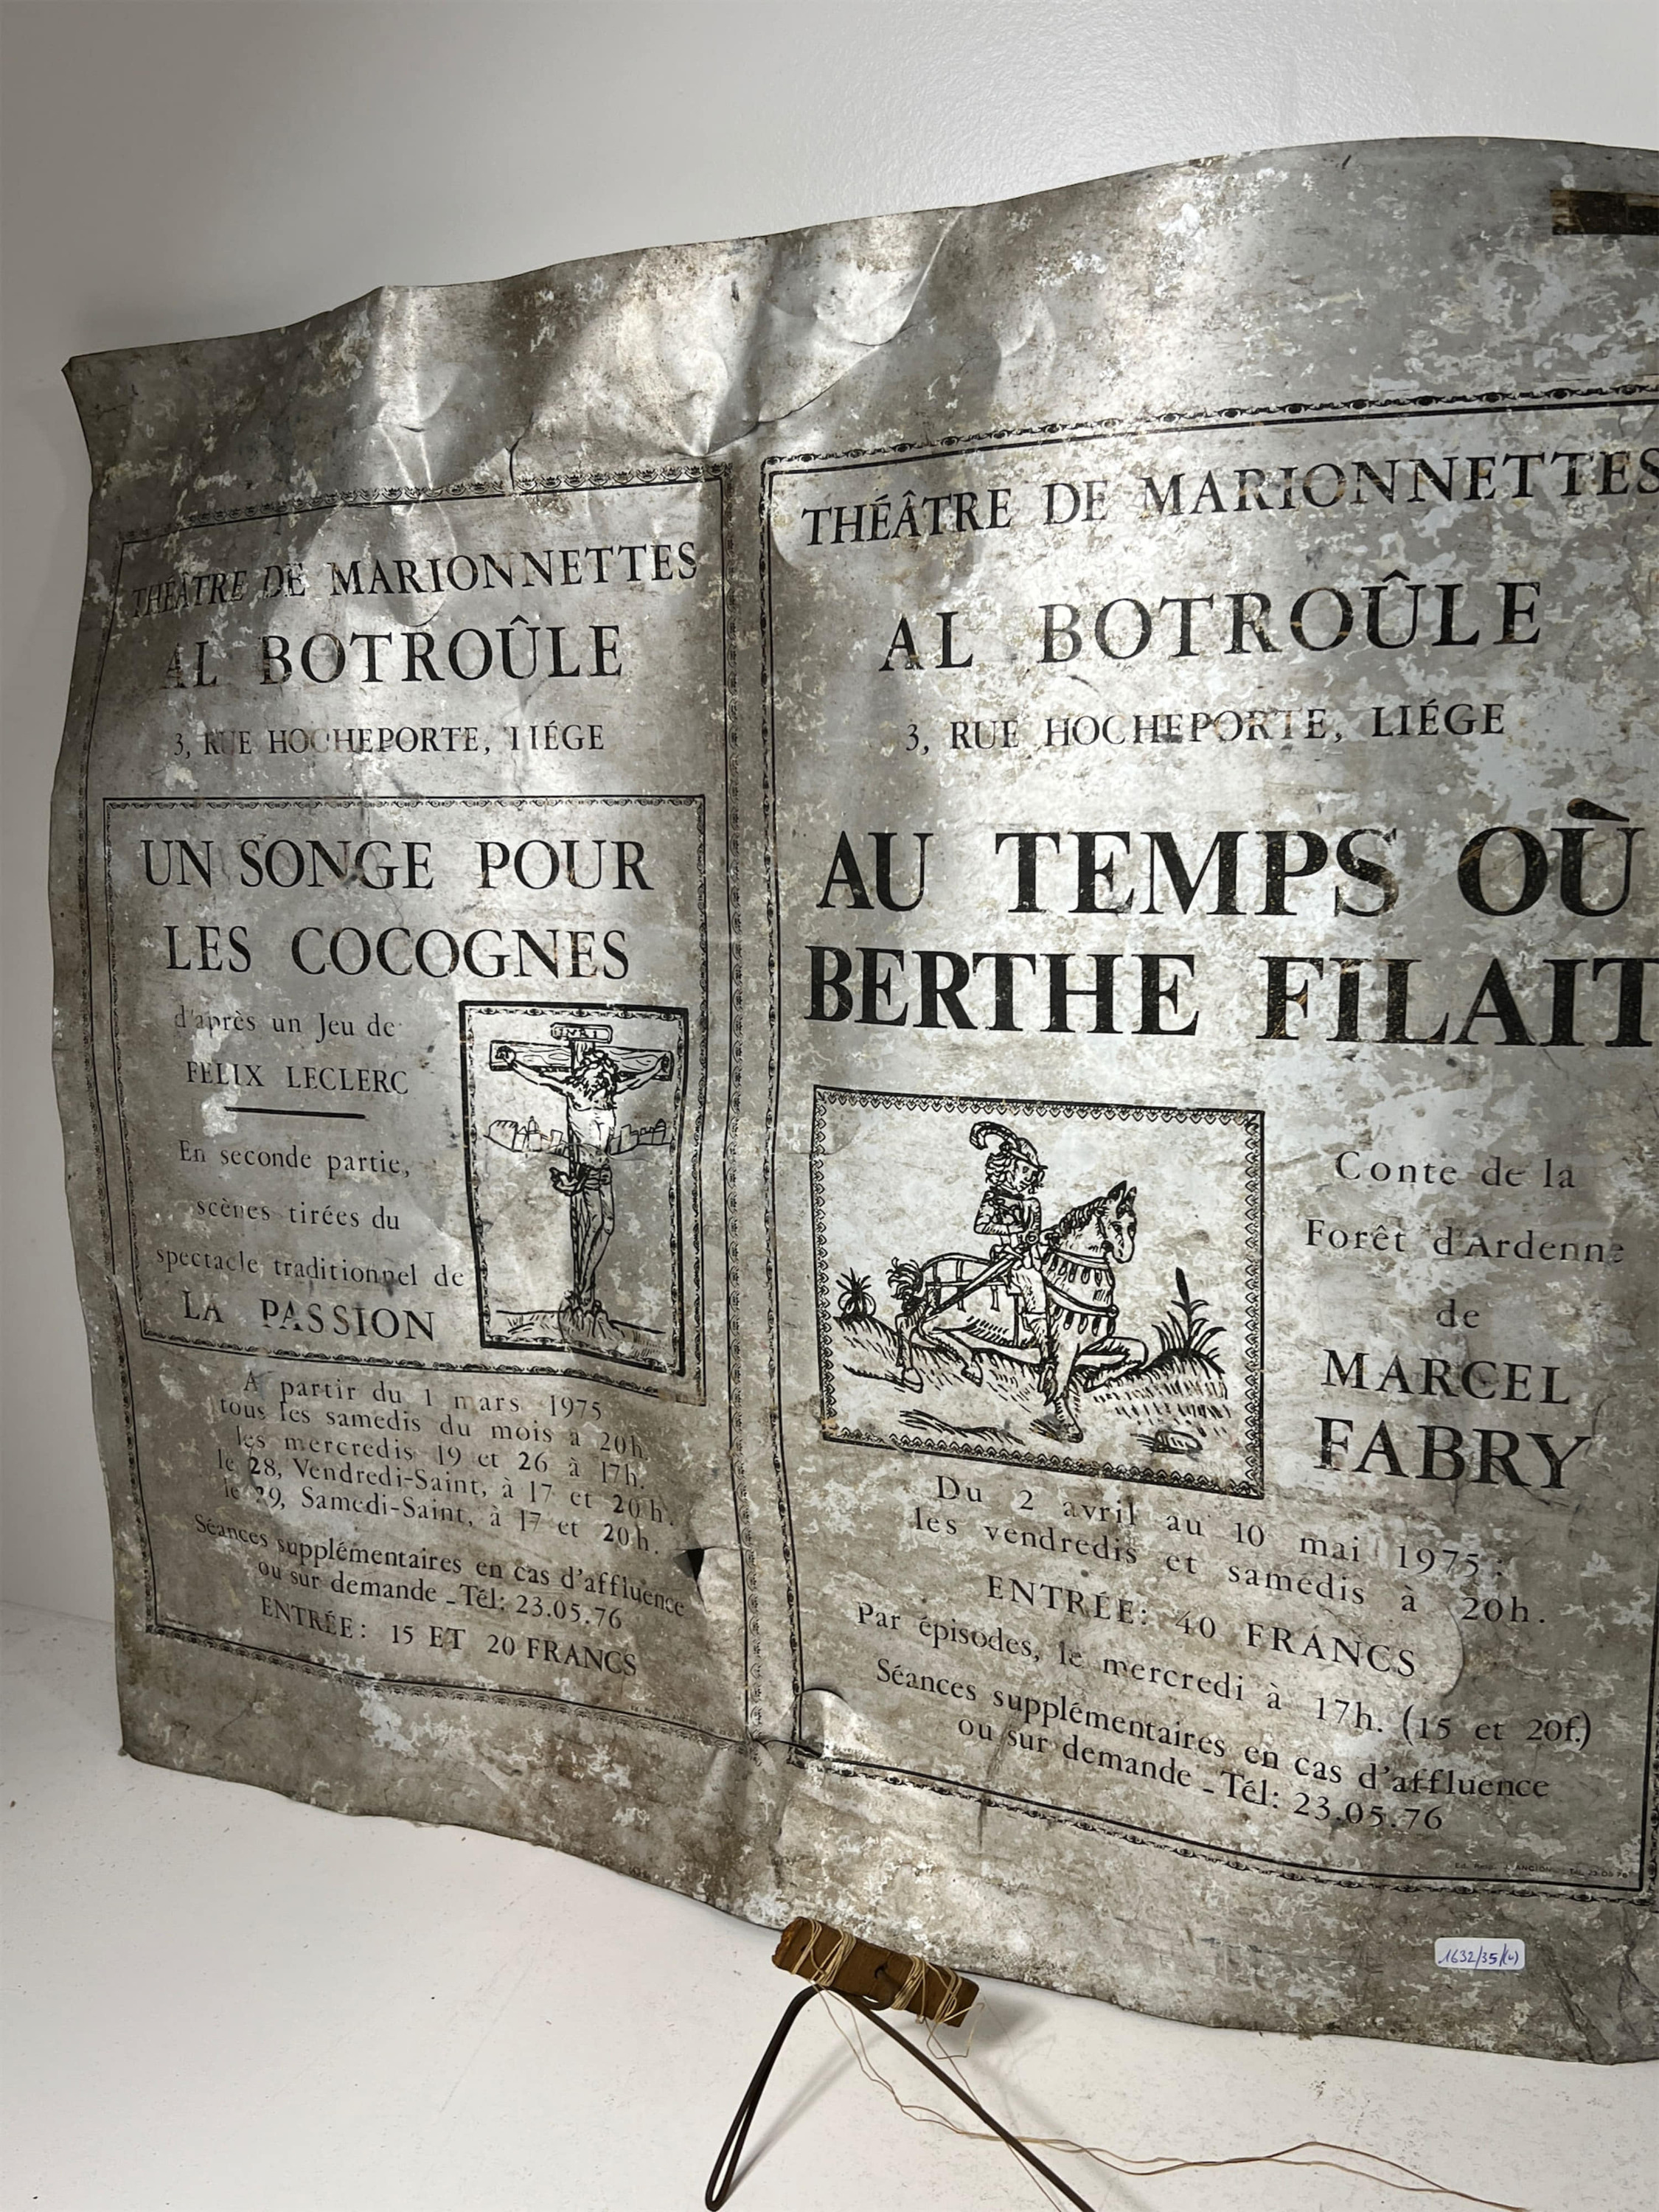 THÉÂTRE DE MARIONNETTES
AL BOTROÛLE
3, RUE HOCHEPORTE, LIÉGE
UN SONGE POUR
LES COCOGNES
d'après un Jeu de
FELIX LECLERC
En seconde partie,
scènes tirées du
spectacle traditionnel de
LA PASSION
A partir du 1 mars 1975
tous les samedis du mois à 20h.
les mercredis 19 et 26 à 17h.
le 28, Vendredi-Saint, à 17 et 20h.
le 29, Samedi-Saint, à 17 et 20h.
Séances supplémentaires en cas d'affluence
ou sur demande - Tél: 23.05.76
ENTRÉE: 15 ET 20 FRANCS
THÉÂTRE DE MARIONNETTES
AL BOTROÛLE
3, RUE HOCHEPORTE, LIÉGE
AU TEMPS OÙ
BERTHE FILAIT
Conte de la
Forêt d'Ardenne
de
MARCEL
FABRY
Du 2 avril au 10 mai 1975:
les vendredis et samedis à 20h.
ENTRÉE: 40 FRANCS
Par épisodes, le mercredi à 17h. (15 et 20f.)
Séances supplémentaires en cas d'affluence
ou sur demande - Tél: 23.05.76
1632/35/(4)